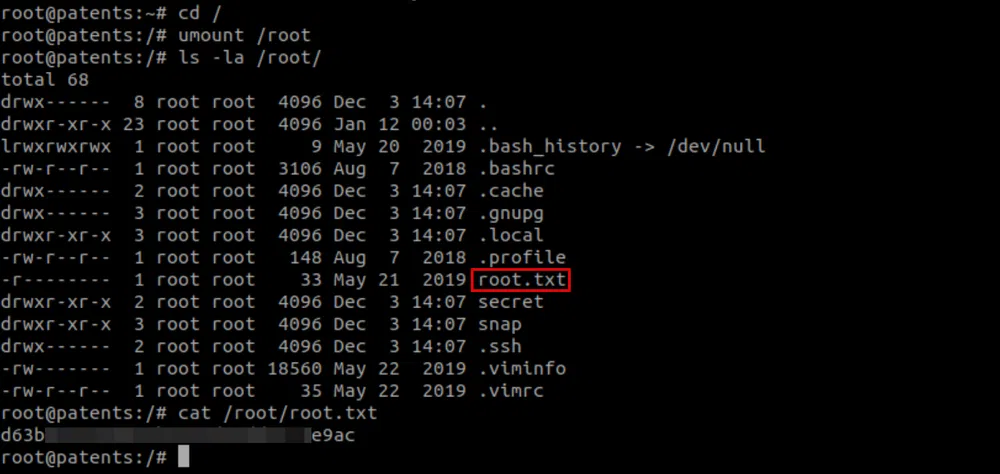 root@patents:~# cd /
root@patents:/# umount /root
root@patents:/# ls -la /root/
total 68
drwx------  8 root root  4096 Dec  3 14:07 .
drwxr-xr-x 23 root root  4096 Jan 12 00:03 ..
lrwxrwxrwx  1 root root     9 May 20  2019 .bash_history -> /dev/null
-rw-r--r--  1 root root  3106 Aug  7  2018 .bashrc
drwx------  2 root root  4096 Dec  3 14:07 .cache
drwx------  3 root root  4096 Dec  3 14:07 .gnupg
drwxr-xr-x  3 root root  4096 Dec  3 14:07 .local
-rw-r--r--  1 root root   148 Aug  7  2018 .profile
-r--------  1 root root    33 May 21  2019 root.txt
drwxr-xr-x  2 root root  4096 Dec  3 14:07 secret
drwxr-xr-x  3 root root  4096 Dec  3 14:07 snap
drwx------  2 root root  4096 Dec  3 14:07 .ssh
-rw-------  1 root root 18560 May 22  2019 .viminfo
-rw-r--r--  1 root root    35 May 22  2019 .vimrc
root@patents:/# cat /root/root.txt
d63b e9ac
root@patents:/#